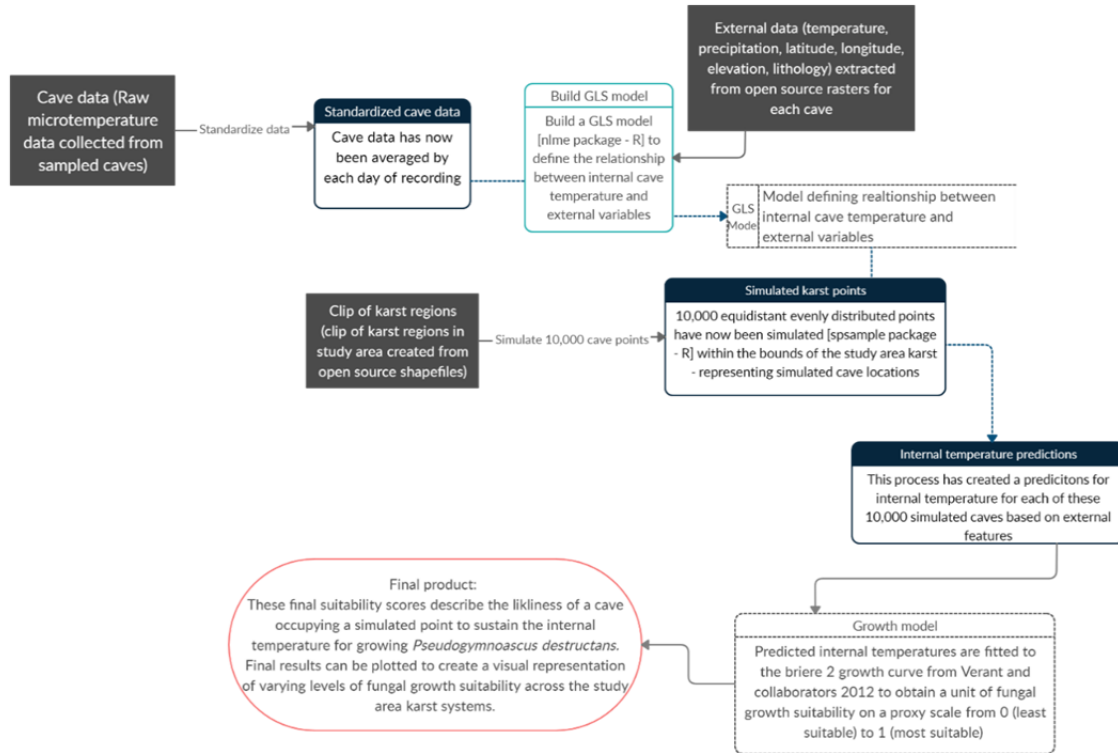 External data (temperature,
precipitation, latitude, longitude,
elevation, lithology) extracted
from open source rasters for
each cave
Cave data (Raw
microtemperature
data collected from
sampled caves)
Standardize data
Standardized cave data
Cave data has now
been averaged by
each day of recording
Build GLS model
Build a GLS model
[nlme package - R] to
define the relationship
between internal cave
temperature and
external variables
GLS
Model
Model defining realtionship between
internal cave temperature and
external variables
Clip of karst regions
(clip of karst regions in
study area created from
open source shapefiles)
Simulate 10,000 cave points
Simulated karst points
10,000 equidistant evenly distributed points
have now been simulated [spsample package
- R] within the bounds of the study area karst
- representing simulated cave locations
Internal temperature predictions
This process has created a predicitons for
internal temperature for each of these
10,000 simulated caves based on external
features
Growth model
Predicted internal temperatures are fitted
to the briere 2 growth curve from Verant and
collaborators 2012 to obtain a unit of fungal
growth suitability on a proxy scale from 0 (least
suitable) to 1 (most suitable)
Final product:
These final suitability scores describe the likliness of a cave
occupying a simulated point to sustain the internal
temperature for growing Pseudogymnoascus destructans.
Final results can be plotted to create a visual representation
of varying levels of fungal growth suitability across the study
area karst systems.